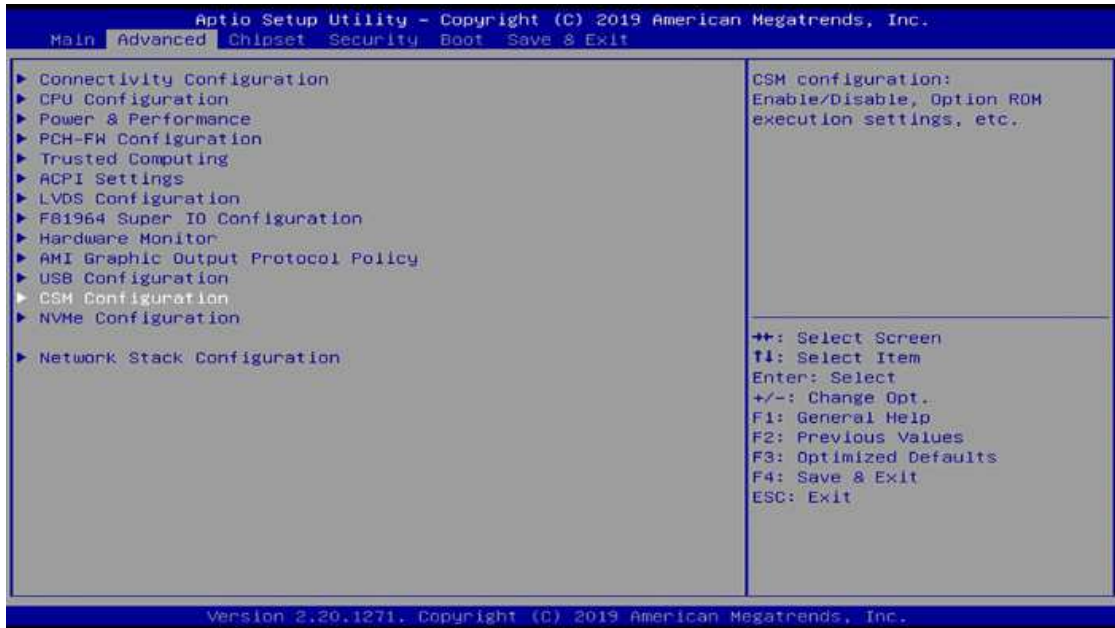 Aptio Setup Utility – Copyright (C) 2019 American Megatrends, Inc.
Main Advanced Chipset Security Boot Save & Exit
► Connectivity Configuration
► CPU Configuration
► Power & Performance
► PCH-FW Configuration
► Trusted Computing
► ACPI Settings
► LVDS Configuration
► F81964 Super IO Configuration
► Hardware Monitor
► AMI Graphic Output Protocol Policy
► USB Configuration
► CSM Configuration
► NVMe Configuration
► Network Stack Configuration
CSM configuration:
Enable/Disable, Option ROM
execution settings, etc.
→←: Select Screen
↑↓: Select Item
Enter: Select
+/-: Change Opt.
F1: General Help
F2: Previous Values
F3: Optimized Defaults
F4: Save & Exit
ESC: Exit
Version 2.20.1271. Copyright (C) 2019 American Megatrends, Inc.